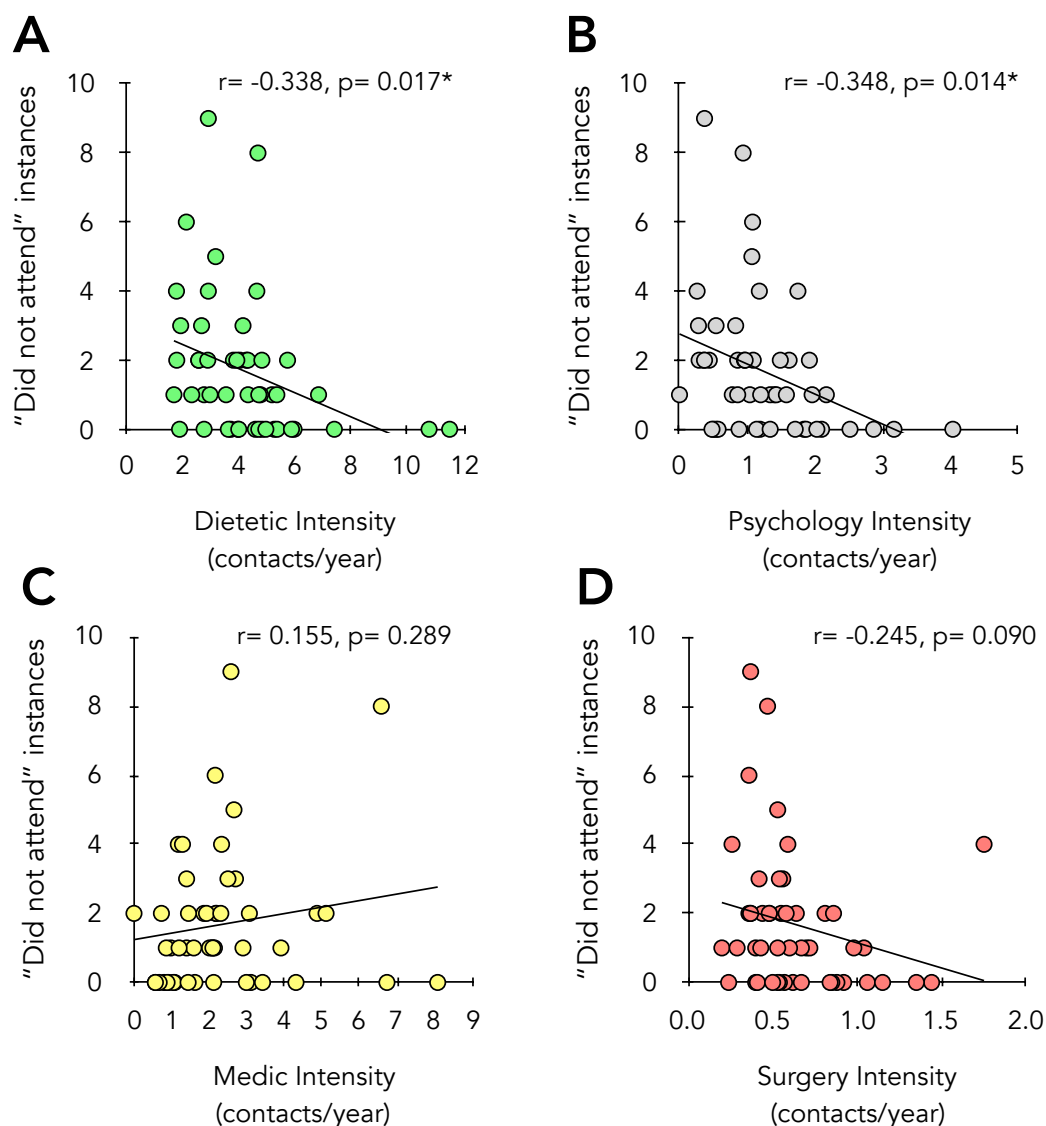 A
r= -0.338, p= 0.017*
"Did not attend" instances
10
8
6
4
2
0
0 2 4 6 8 10 12
Dietetic Intensity
(contacts/year)
B
r= -0.348, p= 0.014*
“Did not attend” instances
10
8
6
4
2
0
0 1 2 3 4 5
Psychology Intensity
(contacts/year)
C
r= 0.155, p= 0.289
“Did not attend” instances
10
8
6
4
2
0
0 1 2 3 4 5 6 7 8 9
Medic Intensity
(contacts/year)
D
r= -0.245, p= 0.090
“Did not attend” instances
10
8
6
4
2
0
0.0 0.5 1.0 1.5 2.0
Surgery Intensity
(contacts/year)